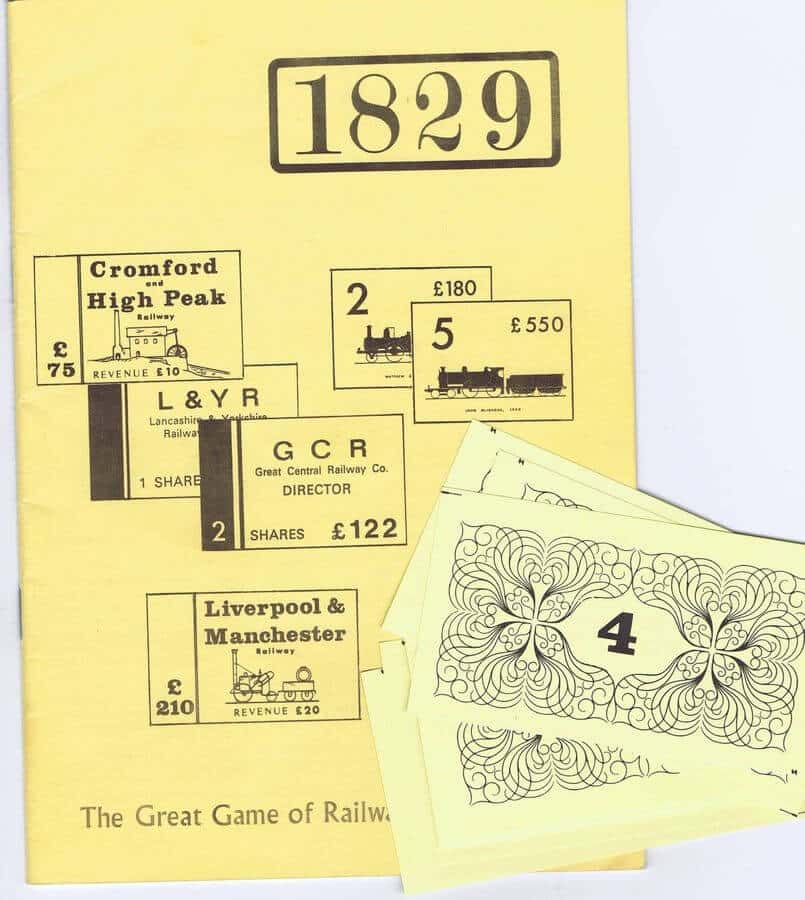 1829
Cromford
and
High Peak
Railway
£
75
REVENUE £10
2
£180
5
£550
L & Y R
Lancashire & Yorkshire
Railway
1 SHARE
G C R
Great Central Railway Co.
DIRECTOR
2 SHARES £122
Liverpool &
Manchester
Railway
£
210
REVENUE £20
4
The Great Game of